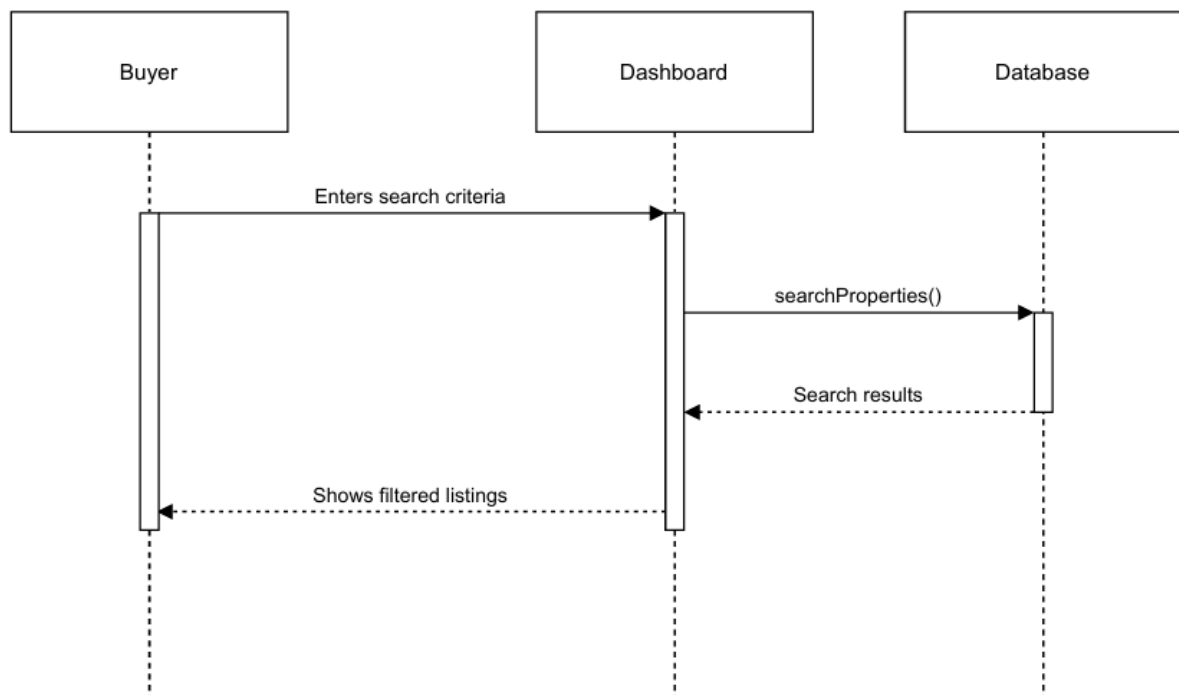 Buyer
Dashboard
Database
Enters search criteria
searchProperties()
Search results
Shows filtered listings